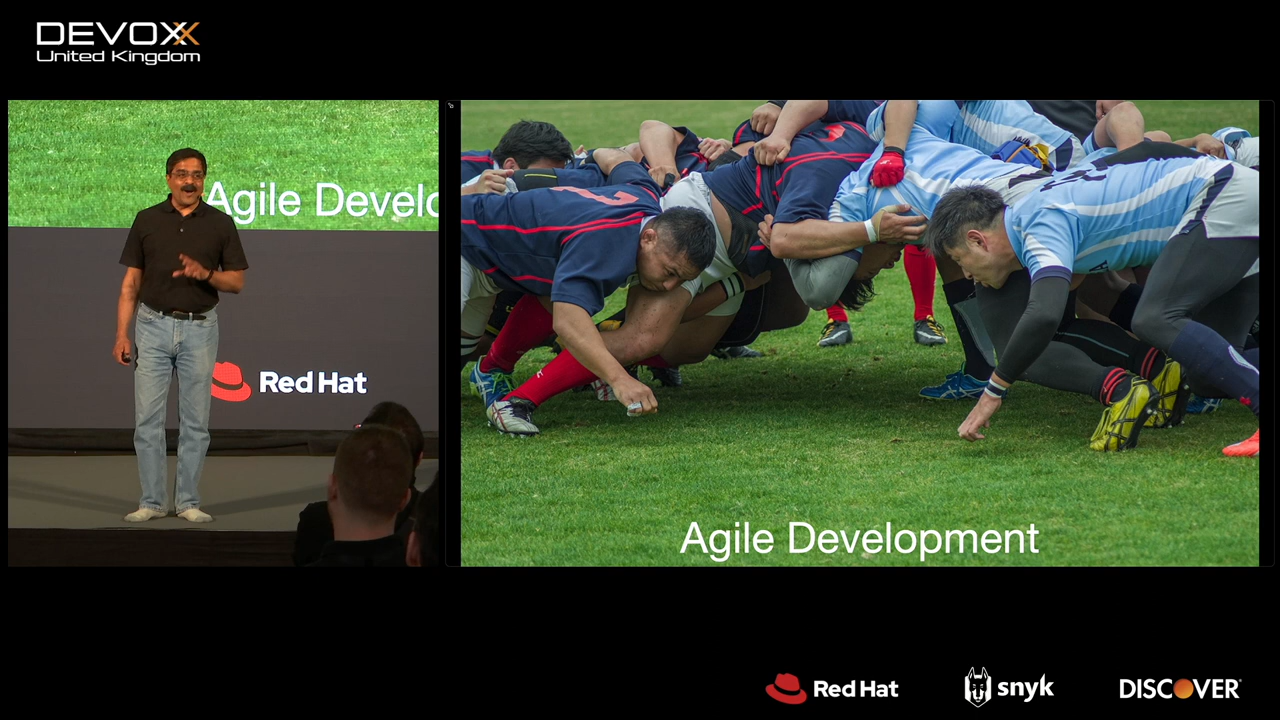 DEVOXX
United Kingdom
Agile Develo
Red Hat
Agile Development
Red Hat
snyk
DISCOVER